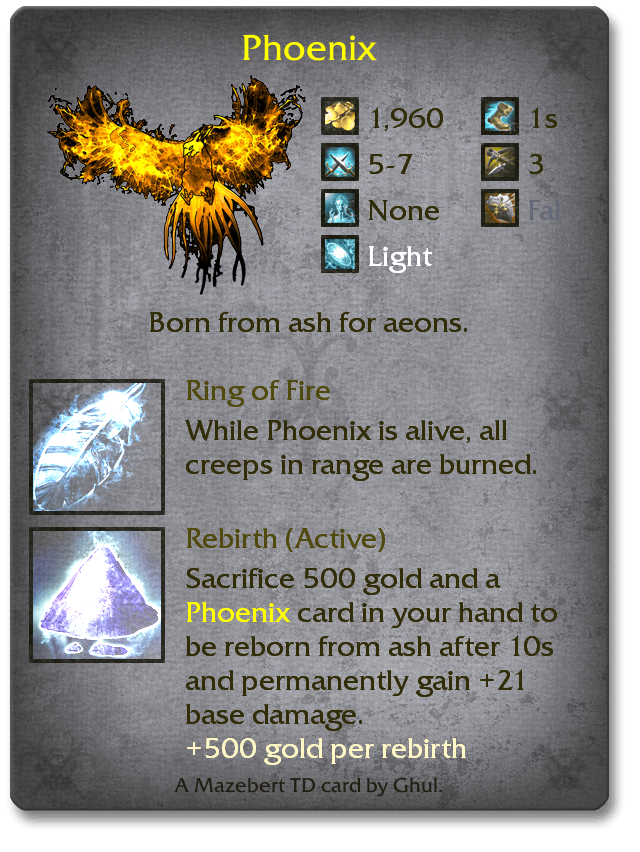 Phoenix
1,960 1s
5-7 3
None Fal
Light
Born from ash for aeons.
Ring of Fire
While Phoenix is alive, all
creeps in range are burned.
Rebirth (Active)
Sacrifice 500 gold and a
Phoenix card in your hand to
be reborn from ash after 10s
and permanently gain +21
base damage.
+500 gold per rebirth
A Mazebert TD card by Ghul.